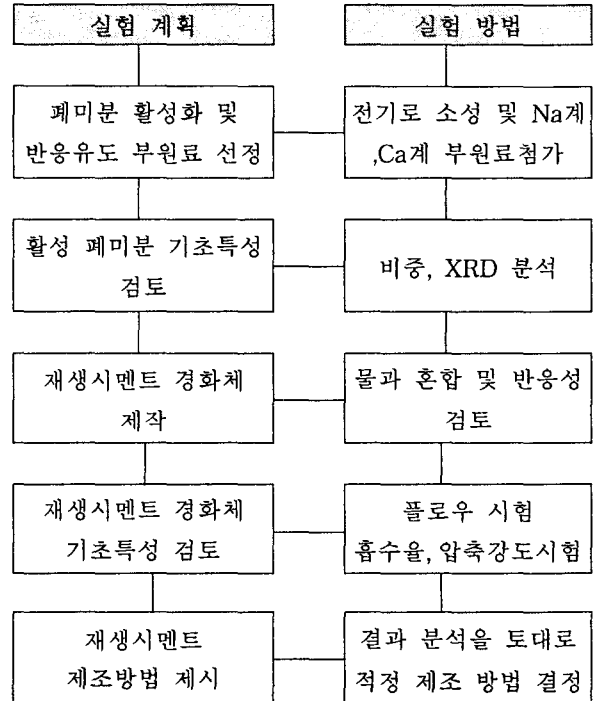 실험 계획
실험 방법
폐미분 활성화 및
반응유도 부원료 선정
전기로 소성 및 Na계
,Ca계 부원료첨가
활성 폐미분 기초특성
검토
비중, XRD 분석
재생시멘트 경화체
제작
물과 혼합 및 반응성
검토
재생시멘트 경화체
기초특성 검토
플로우 시험
흡수율,압축강도시험
재생시멘트
제조방법 제시
결과 분석을 토대로
적정 제조 방법 결정